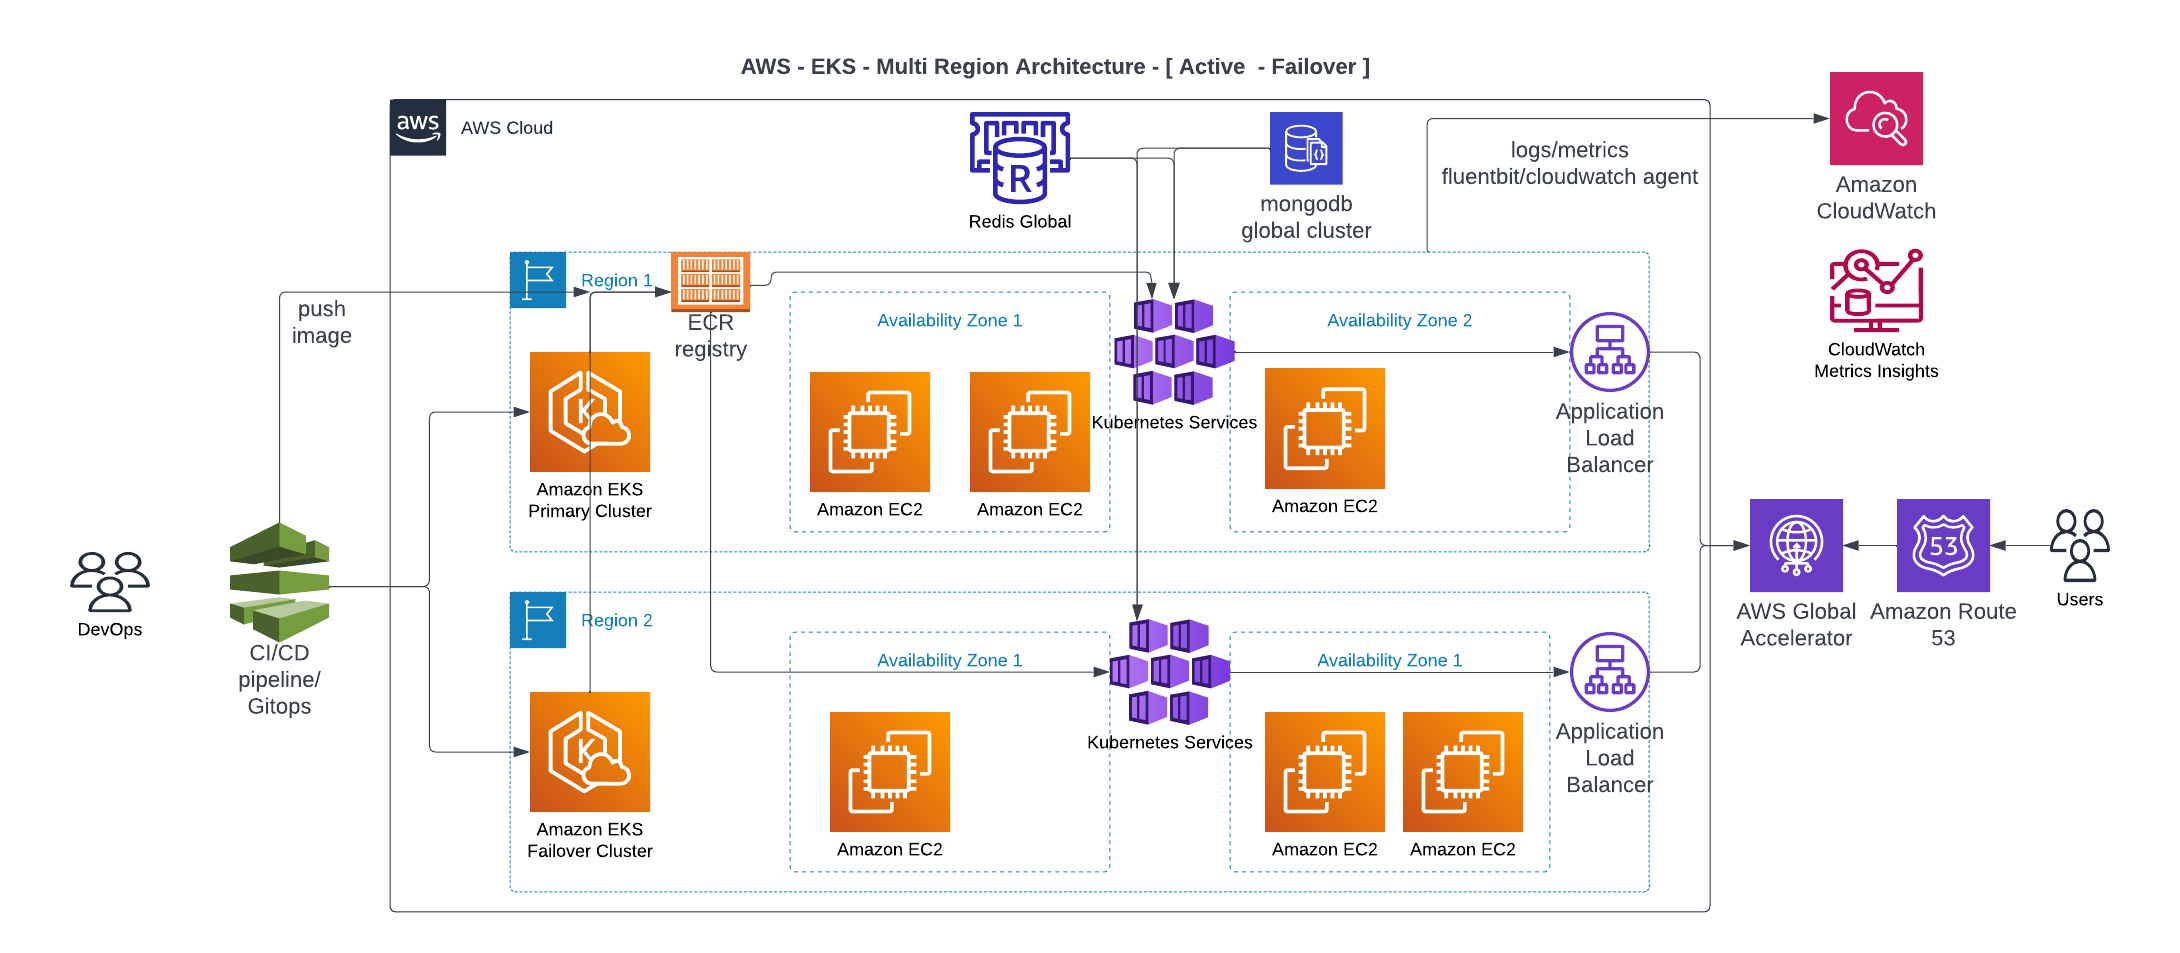 AWS - EKS - Multi Region Architecture - [ Active  - Failover ]
aws
AWS Cloud
R
Redis Global
mongodb
global cluster
logs/metrics
fluentbit/cloudwatch agent
Amazon
CloudWatch
CloudWatch
Metrics Insights
Region 1
push
image
ECR
registry
Availability Zone 1
Availability Zone 2
K
Amazon EKS
Primary Cluster
Amazon EC2
Amazon EC2
Kubernetes Services
Amazon EC2
Application
Load
Balancer
DevOps
CI/CD
pipeline/
Gitops
AWS Global
Accelerator
53
Amazon Route
53
Users
Region 2
Availability Zone 1
Availability Zone 1
K
Amazon EKS
Failover Cluster
Amazon EC2
Kubernetes Services
Amazon EC2
Amazon EC2
Application
Load
Balancer